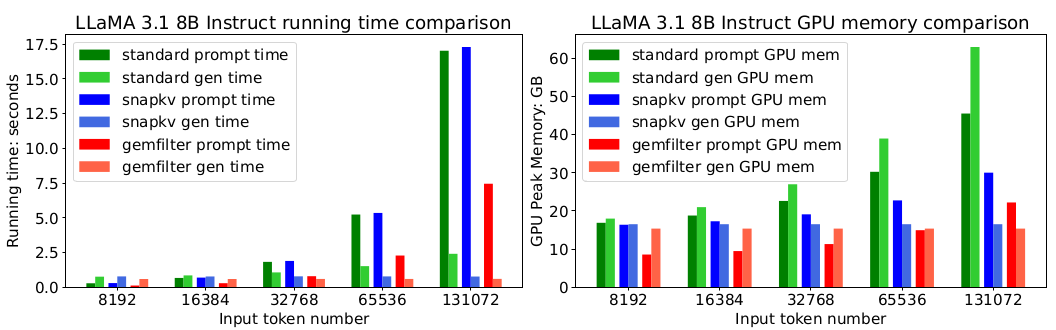 LLaMA 3.1 8B Instruct running time comparison
17.5
15.0
12.5
10.0
7.5
5.0
2.5
0.0
Running time: seconds
standard prompt time
standard gen time
snapkv prompt time
snapkv gen time
gemfilter prompt time
gemfilter gen time
8192 16384 32768 65536 131072
Input token number
LLaMA 3.1 8B Instruct GPU memory comparison
60
50
40
30
20
10
0
GPU Peak Memory: GB
standard prompt GPU mem
standard gen GPU mem
snapkv prompt GPU mem
snapkv gen GPU mem
gemfilter prompt GPU mem
gemfilter gen GPU mem
8192 16384 32768 65536 131072
Input token number